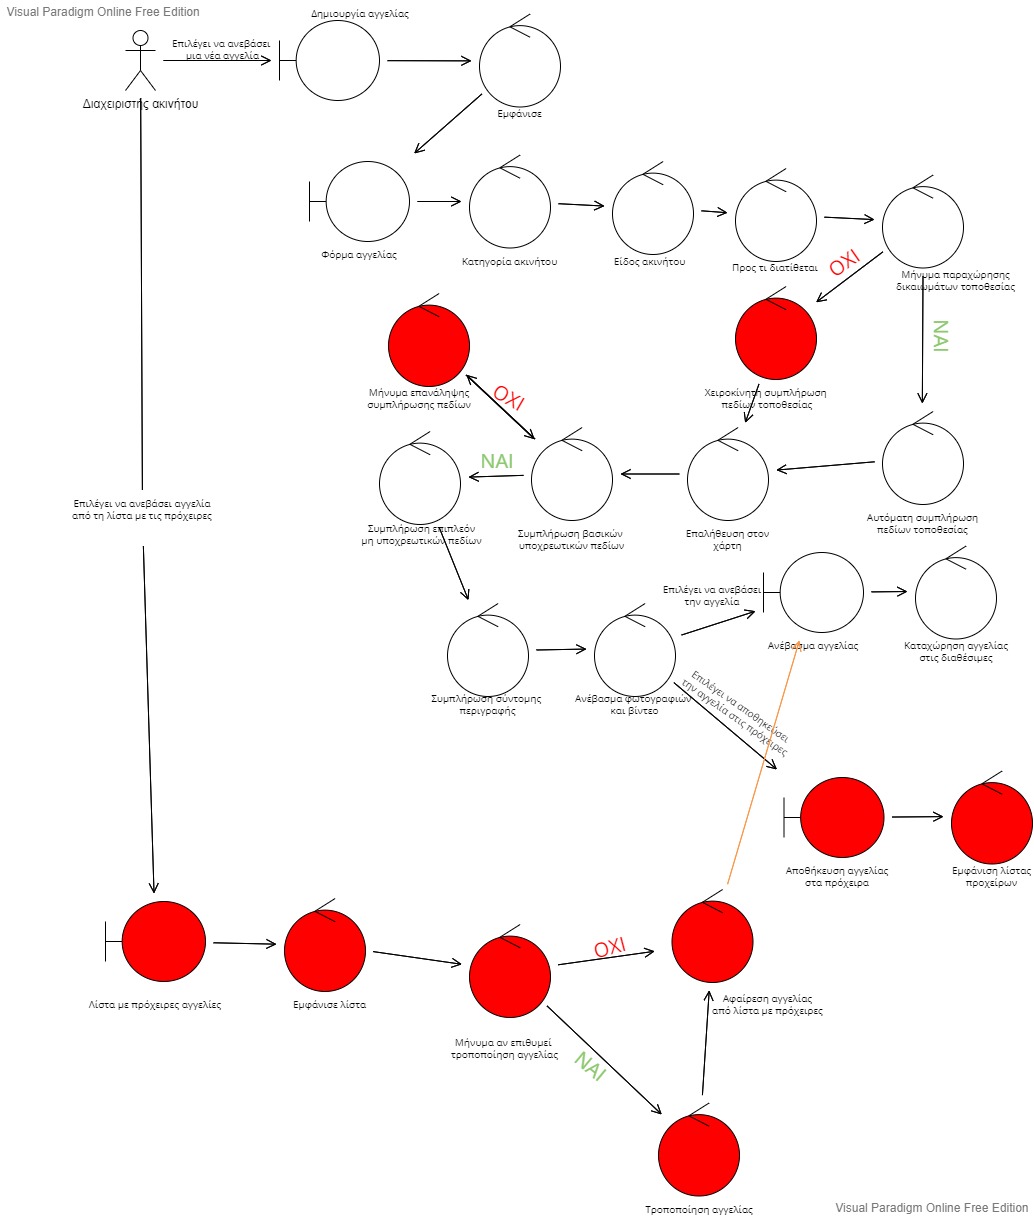 Visual Paradigm Online Free Edition
Δημιουργία αγγελίας
Επιλέγει να ανεβάσει
μια νέα αγγελία
Διαχειριστής ακινήτου
Εμφάνισε
Φόρμα αγγελίας
Κατηγορία ακινήτου
Είδος ακινήτου
Προς τι διατίθεται
ΟΧΙ
Μήνυμα παραχώρησης
δικαιωμάτων τοποθεσίας
ΝΑΙ
Μήνυμα επανάληψης
συμπλήρωσης πεδίων
ΟΧΙ
Χειροκίνητη συμπλήρωση
πεδίων τοποθεσίας
ΝΑΙ
Επιλέγει να ανεβάσει αγγελία
από τη λίστα με τις πρόχειρες
Συμπλήρωση επιπλεόν
μη υποχρεωτικών πεδίων
Συμπλήρωση βασικών
υποχρεωτικών πεδίων
Επαλήθευση στον
χάρτη
Αυτόματη συμπλήρωση
πεδίων τοποθεσίας
Επιλέγει να ανεβάσει
την αγγελία
Ανέβασμα αγγελίας
Καταχώρηση αγγελίας
στις διαθέσιμες
Συμπλήρωση σύντομης
περιγραφής
Ανέβασμα φωτογραφιών
και βίντεο
Επιλέγει να αποθηκεύσει
την αγγελία στις πρόχειρες
Αποθήκευση αγγελίας
στα πρόχειρα
Εμφάνιση λίστας
προχείρων
Λίστα με πρόχειρες αγγελίες
Εμφάνισε λίστα
ΟΧΙ
Αφαίρεση αγγελίας
από λίστα με πρόχειρες
Μήνυμα αν επιθυμεί
τροποποίηση αγγελίας
ΝΑΙ
Τροποποίηση αγγελίας
Visual Paradigm Online Free Edition